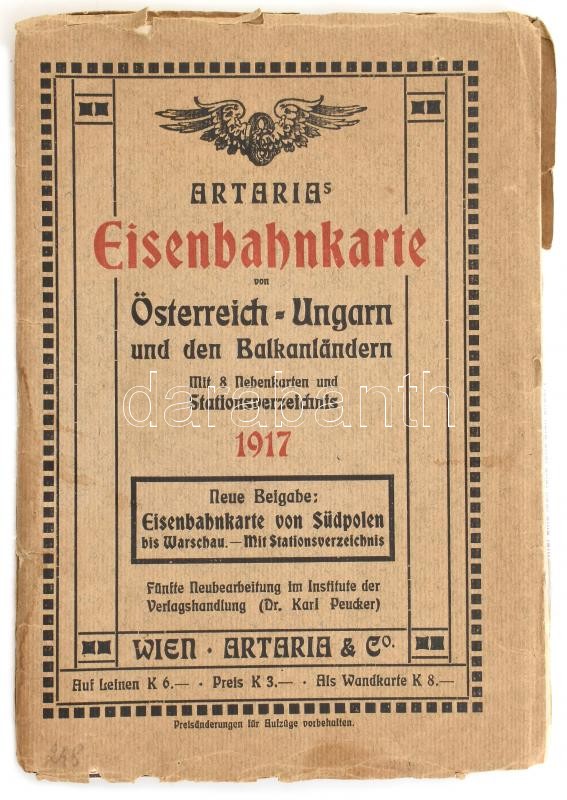 ARTARIAS
Eisenbahnkarte
von
Österreich-Ungarn
und den Balkanländern
Mit 8 Nebenkarten und
Stationsverzeichnis
darabanth
1917
Neue Beigabe:
Eisenbahnkarte von Südpolen
bis Warschau. — Mit Stationsverzeichnis
Fünfte Neubearbeitung im Institute der
Verlagshandlung (Dr. Karl Peucker)
WIEN · ARTARIA & Co.
Auf Leinen K 6.— · Preis K 3.— · Als Wandkarte K 8.—
Preisänderungen für Aufzüge vorbehalten.